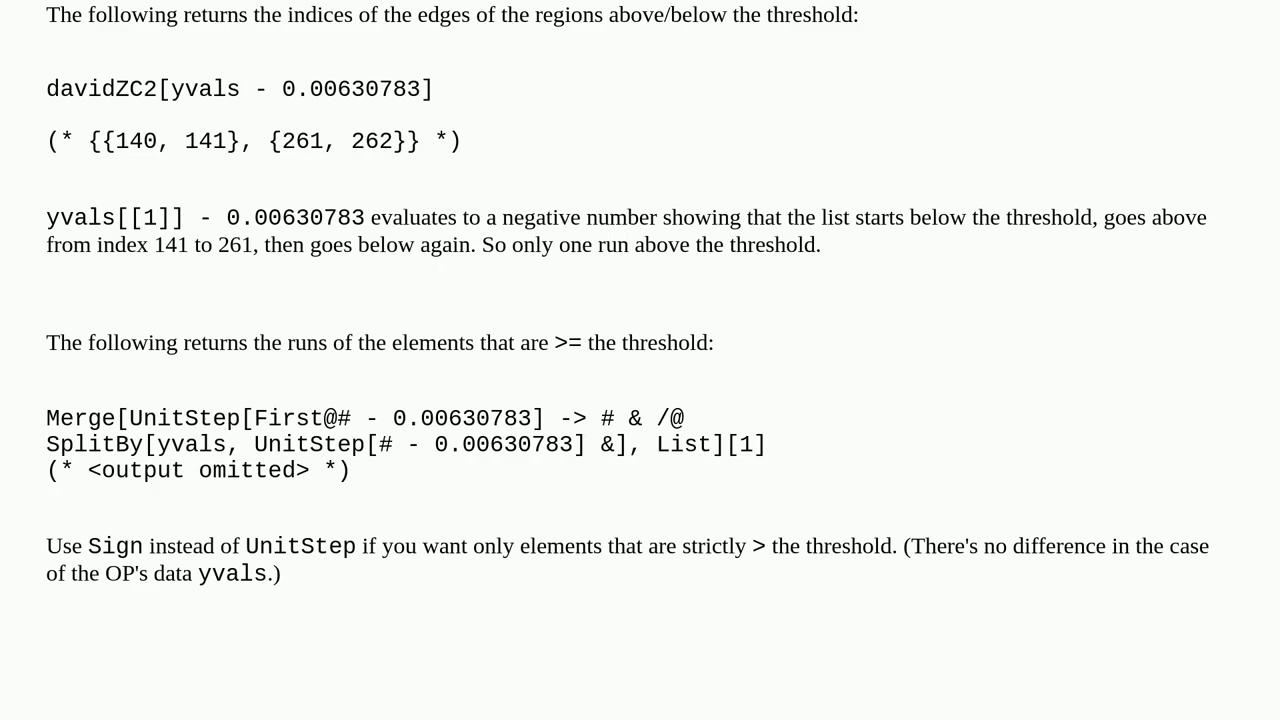 The following returns the indices of the edges of the regions above/below the threshold:
davidZC2[yvals - 0.00630783]
(* {{140, 141}, {261, 262}} *)
yvals[[1]] - 0.00630783 evaluates to a negative number showing that the list starts below the threshold, goes above
from index 141 to 261, then goes below again. So only one run above the threshold.
The following returns the runs of the elements that are >= the threshold:
Merge[UnitStep[First@# - 0.00630783] -> # & /@
SplitBy[yvals, UnitStep[# - 0.00630783] &], List][1]
(* <output omitted> *)
Use Sign instead of UnitStep if you want only elements that are strictly > the threshold. (There's no difference in the case
of the OP's data yvals.)